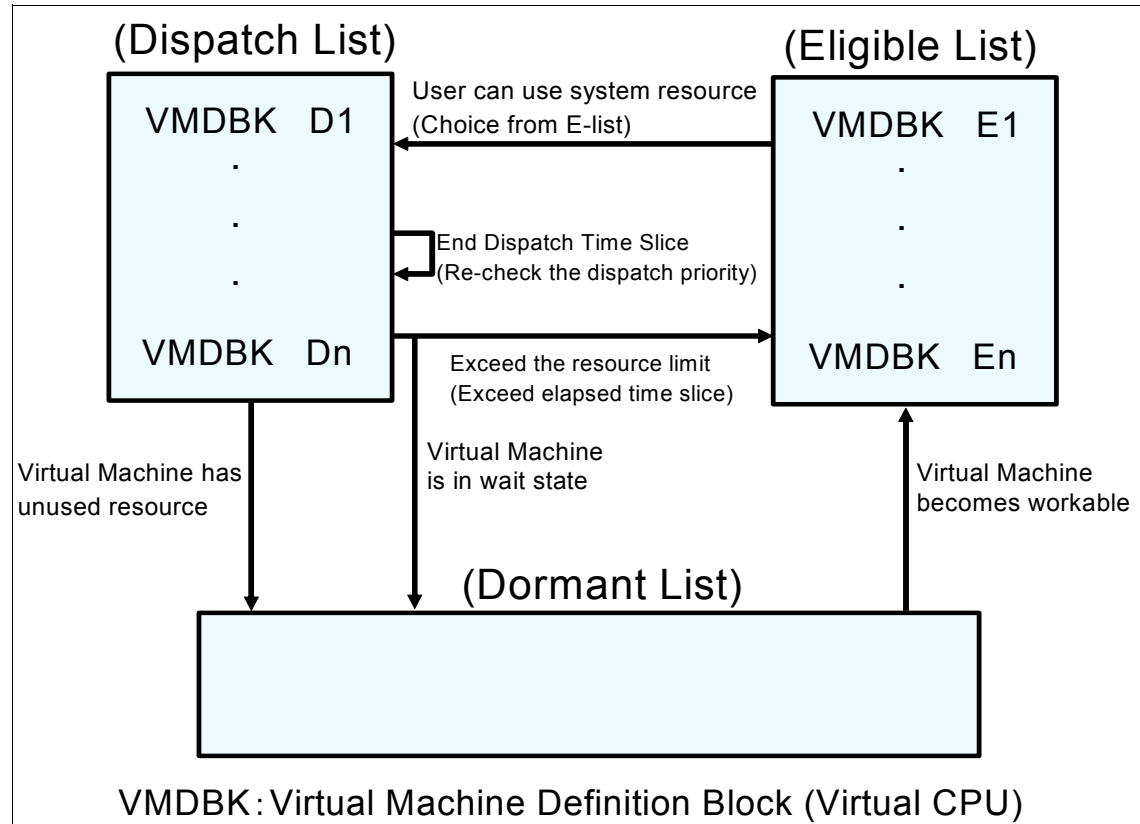 (Dispatch List)
(Eligible List)
VMDBK D1
.
.
.
VMDBK Dn
User can use system resource
(Choice from E-list)
End Dispatch Time Slice
(Re-check the dispatch priority)
Exceed the resource limit
(Exceed elapsed time slice)
VMDBK E1
.
.
.
VMDBK En
Virtual Machine has
unused resource
Virtual Machine
is in wait state
Virtual Machine
becomes workable
(Dormant List)
VMDBK: Virtual Machine Definition Block (Virtual CPU)